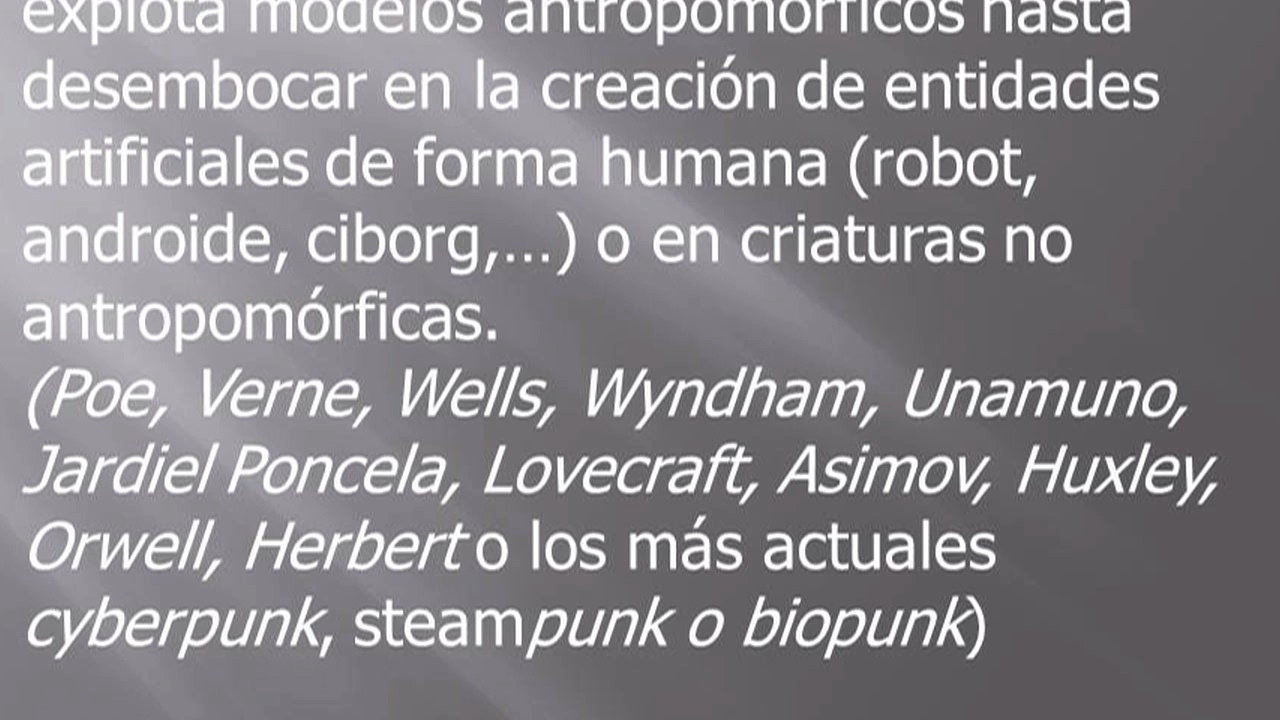 explota modelos antropomórficos hasta
desembocar en la creación de entidades
artificiales de forma humana (robot,
androide, ciborg,...) o en criaturas no
antropomórficas.
(Poe, Verne, Wells, Wyndham, Unamuno,
Jardiel Poncela, Lovecraft, Asimov, Huxley,
Orwell, Herbert o los más actuales
cyberpunk, steampunk o biopunk)